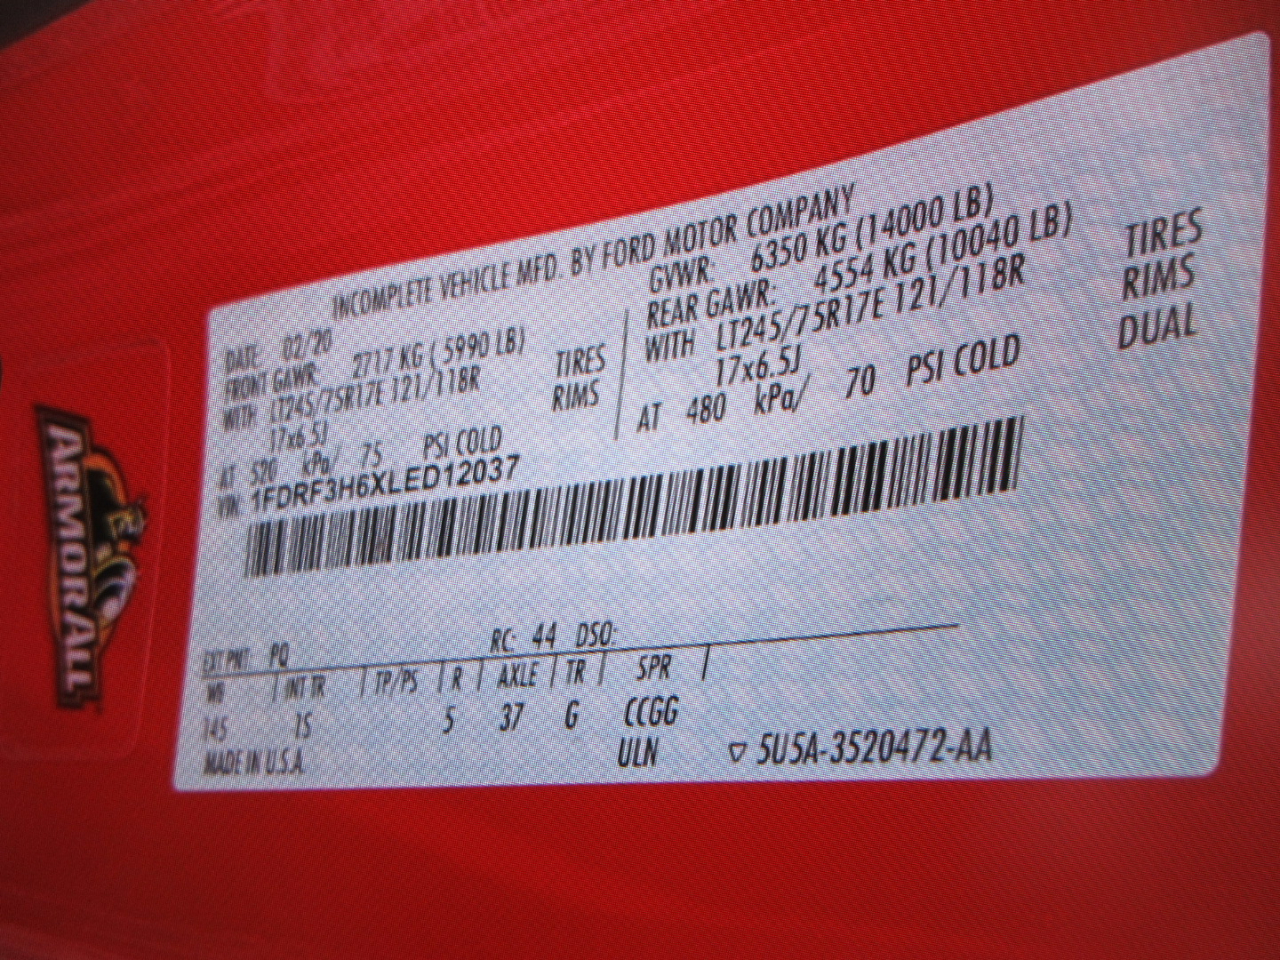 INCOMPLETE VEHICLE MFD. BY FORD MOTOR COMPANY
DATE: 02/20
FRONT GAWR: 2717 KG ( 5990 LB)
WITH LT245/75R17E 121/118R TIRES
17x6.5J RIMS
AT 520 kPa/ 75 PSI COLD
GVWR: 6350 KG (14000 LB)
REAR GAWR: 4554 KG (10040 LB)
WITH LT245/75R17E 121/118R TIRES
17x6.5J RIMS
AT 480 kPa/ 70 PSI COLD DUAL
VIN: 1FDRF3H6XLED12037
EXT PNT: PQ RC: 44 DSO:
WB INT TR TP/PS R AXLE TR SPR
145 1S 5 37 G CCGG
MADE IN U.S.A. ULN ▽ 5U5A-3520472-AA
ARMOR ALL